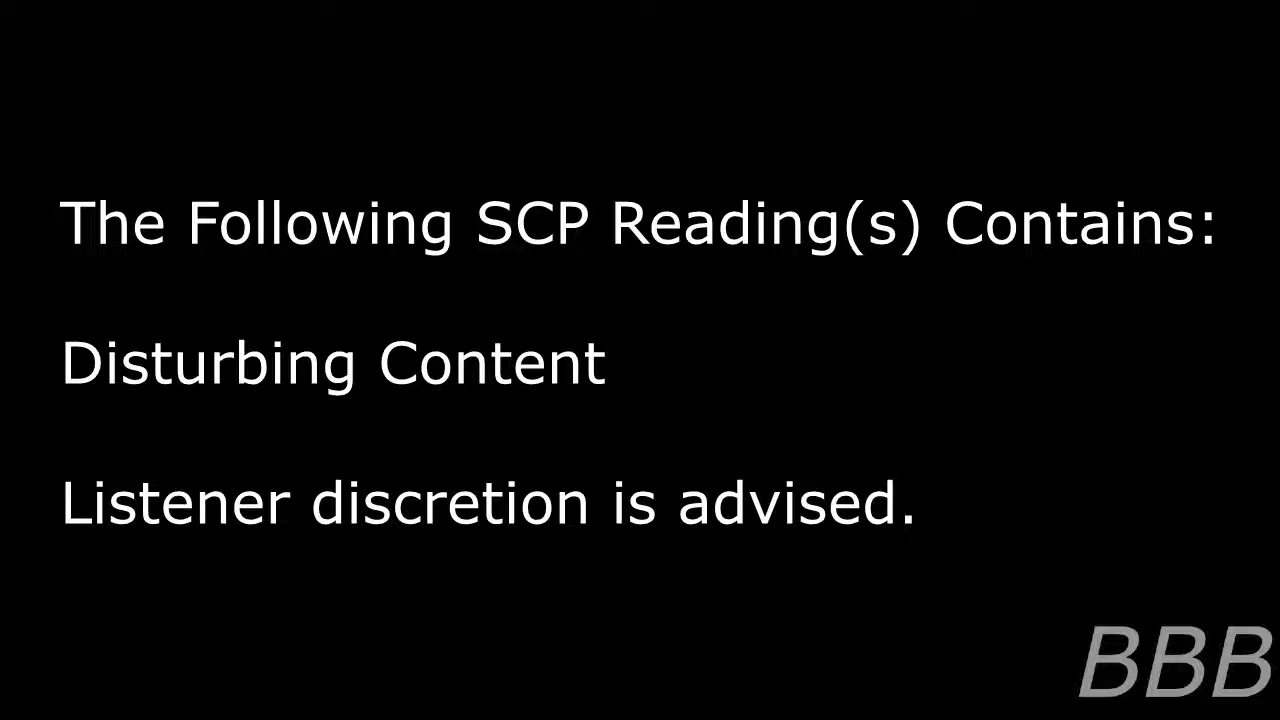 The Following SCP Reading(s) Contains:
Disturbing Content
Listener discretion is advised.
BBB